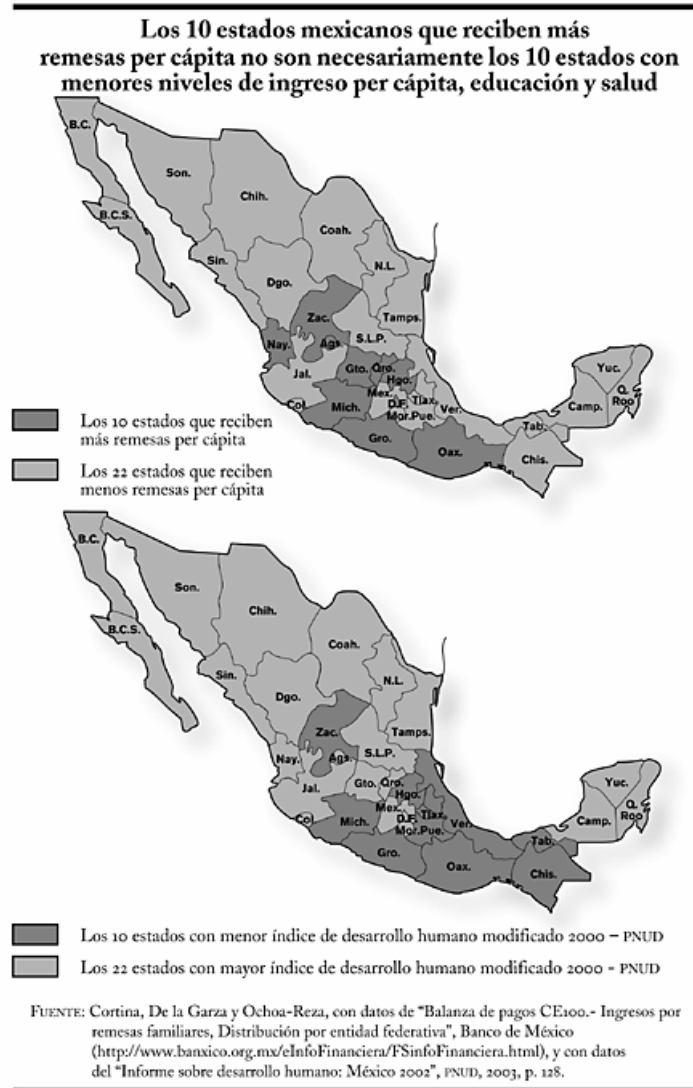 Los 10 estados mexicanos que reciben más
remesas per cápita no son necesariamente los 10 estados con
menores niveles de ingreso per cápita, educación y salud
B.C.
Son.
Chih.
B.C.S.
Coah.
Sin.
N.L.
Dgo.
Zac.
Tamps.
Nay.
Ags.
S.L.P.
Jal.
Gto.
Qro.
Hgo.
Yuc.
Q.
Roo
Col.
Mich.
Mex.
D.F.
Tlax.
Mor.
Pue.
Ver.
Camp.
Tab.
Gro.
Oax.
Chis.
Los 10 estados que reciben
más remesas per cápita
Los 22 estados que reciben
menos remesas per cápita
B.C.
Son.
Chih.
B.C.S.
Coah.
Sin.
N.L.
Dgo.
Zac.
Tamps.
Nay.
Ags.
S.L.P.
Jal.
Gto.
Qro.
Hgo.
Yuc.
Q.
Roo
Col.
Mich.
Mex.
D.F.
Tlax.
Mor.
Pue.
Ver.
Camp.
Tab.
Gro.
Oax.
Chis.
Los 10 estados con menor índice de desarrollo humano modificado 2000 – PNUD
Los 22 estados con mayor índice de desarrollo humano modificado 2000 - PNUD
FUENTE: Cortina, De la Garza y Ochoa-Reza, con datos de “Balanza de pagos CE100.- Ingresos por
remesas familiares, Distribución por entidad federativa”, Banco de México
(http://www.banxico.org.mx/eInfoFinanciera/FSinfoFinanciera.html), y con datos
del “Informe sobre desarrollo humano: México 2002”, PNUD, 2003, p. 128.